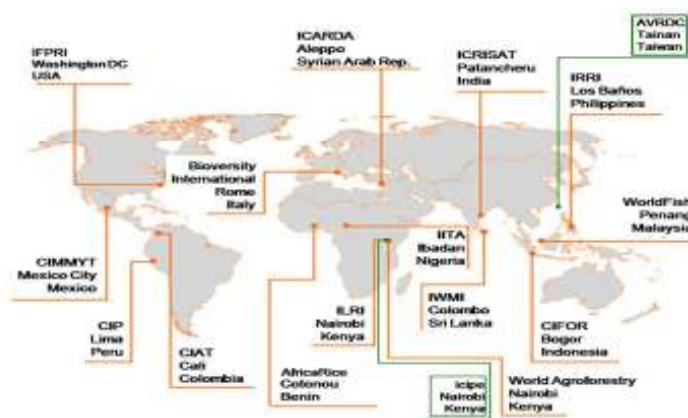 IFPRI
Washington DC
USA
ICARDA
Aleppo
Syrian Arab Rep.
ICRISAT
Patancheru
India
AVRDC
Tainan
Taiwan
IRRI
Los Baños
Philippines
Bioversity
International
Rome
Italy
WorldFish
Penang
Malaysia
CIMMYT
Mexico City
Mexico
IITA
Ibadan
Nigeria
CIP
Lima
Peru
CIAT
Cali
Colombia
ILRI
Nairobi
Kenya
IWMI
Colombo
Sri Lanka
CIFOR
Bogor
Indonesia
AfricaRice
Cotonou
Benin
icipe
Nairobi
Kenya
World Agroforestry
Nairobi
Kenya